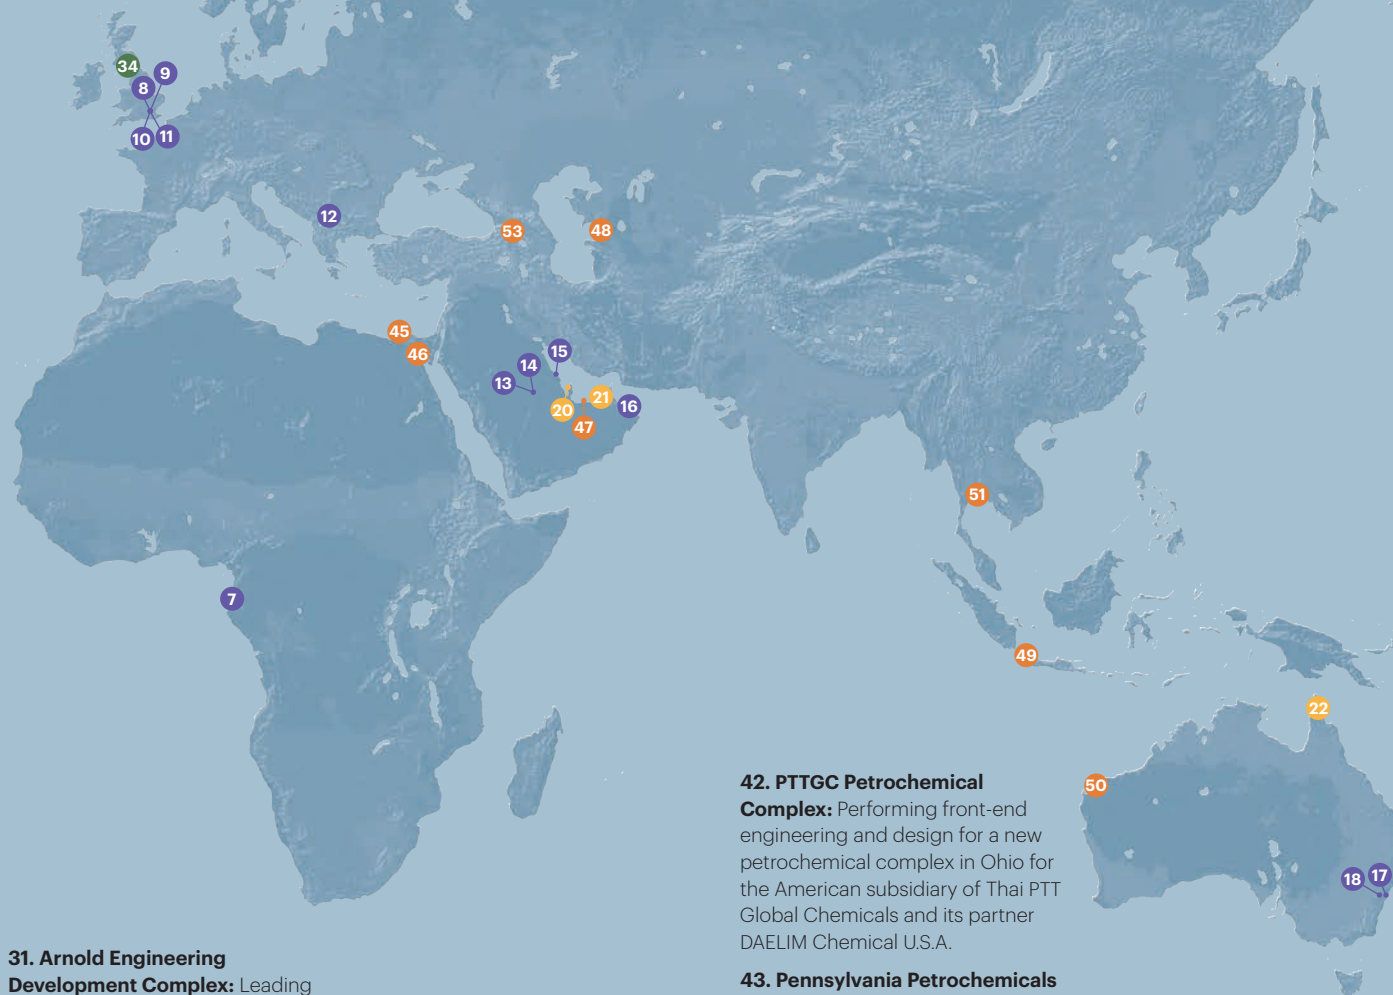 34
9
8
10
11
12
53
48
45
46
15
14
13
21
20
16
47
51
7
49
22
50
18
17
42. PTTGC Petrochemical
Complex: Performing front-end
engineering and design for a new
petrochemical complex in Ohio for
the American subsidiary of Thai PTT
Global Chemicals and its partner
DAELIM Chemical U.S.A.
31. Arnold Engineering
Development Complex: Leading
43. Pennsylvania Petrochemicals